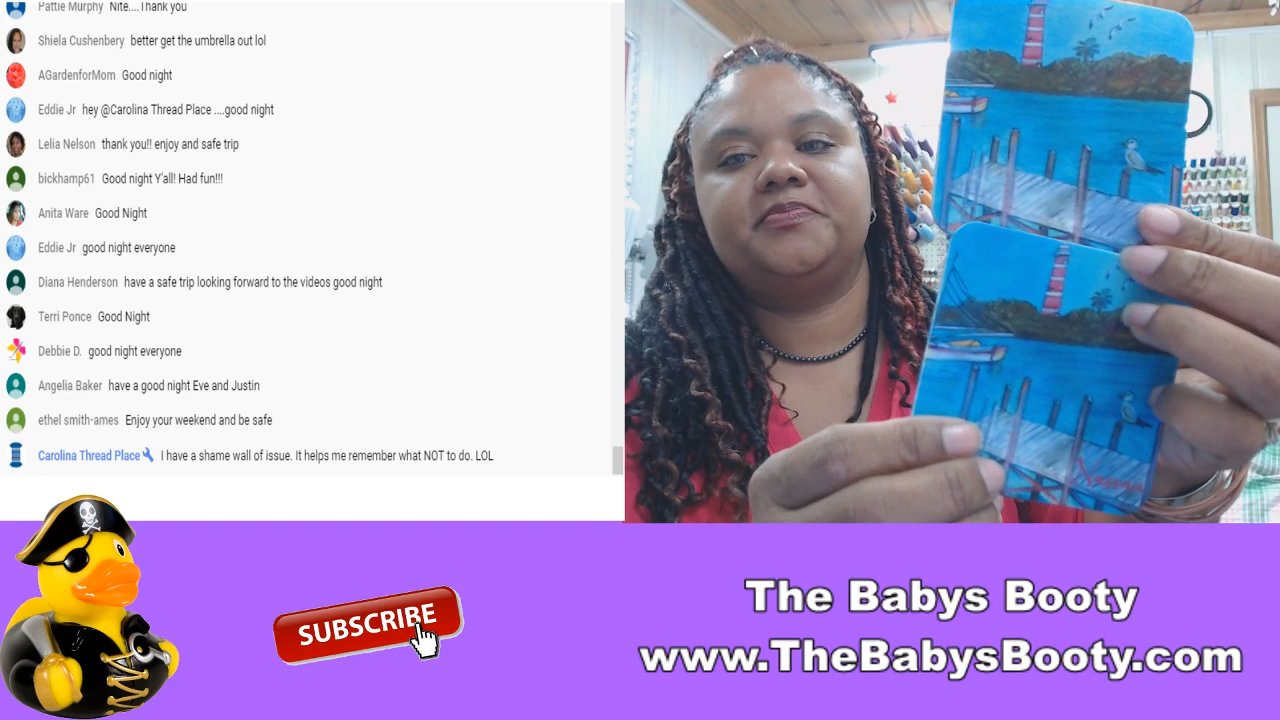 Pattie Murphy Nite....Thank you
Shiela Cushenbery better get the umbrella out lol
AGardenforMom Good night
Eddie Jr hey @Carolina Thread Place ....good night
Lelia Nelson thank you!! enjoy and safe trip
bickhamp61 Good night Y'all! Had fun!!!
Anita Ware Good Night
Eddie Jr good night everyone
Diana Henderson have a safe trip looking forward to the videos good night
Terri Ponce Good Night
Debbie D. good night everyone
Angelia Baker have a good night Eve and Justin
ethel smith-ames Enjoy your weekend and be safe
Carolina Thread Place I have a shame wall of issue. It helps me remember what NOT to do. LOL
SUBSCRIBE
The Babys Booty
www.TheBabysBooty.com